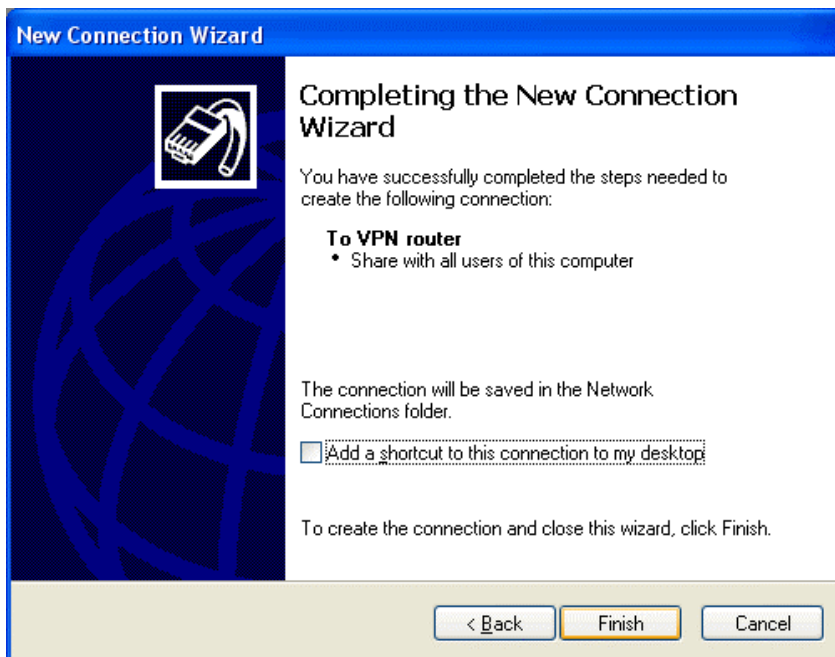 New Connection Wizard
Completing the New Connection
Wizard
You have successfully completed the steps needed to
create the following connection:
To VPN router
• Share with all users of this computer
The connection will be saved in the Network
Connections folder.
Add a shortcut to this connection to my desktop
To create the connection and close this wizard, click Finish.
< Back Finish Cancel